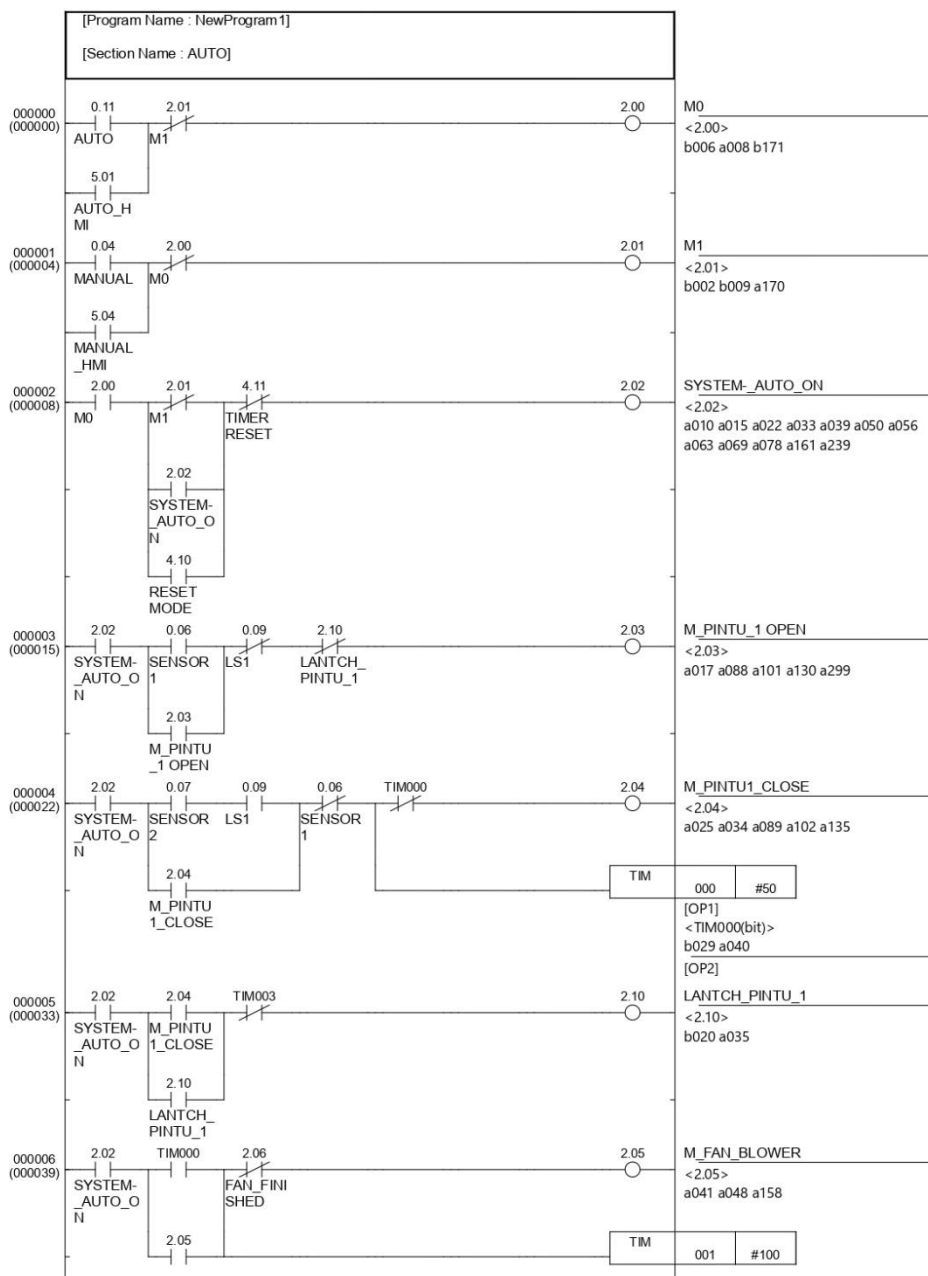 [Program Name : NewProgram1]
[Section Name : AUTO]
000000
(000000)
0.11
AUTO
2.01
M1
2.00
M0
<2.00>
b006 a008 b171
5.01
AUTO_H
MI
000001
(000004)
0.04
MANUAL
2.00
M0
2.01
M1
<2.01>
b002 b009 a170
5.04
MANUAL
_HMI
000002
(000008)
2.00
M0
2.01
M1
4.11
TIMER
RESET
2.02
SYSTEM-_AUTO_ON
<2.02>
a010 a015 a022 a033 a039 a050 a056
a063 a069 a078 a161 a239
2.02
SYSTEM-
_AUTO_O
N
4.10
RESET
MODE
000003
(000015)
2.02
SYSTEM-
_AUTO_O
N
0.06
SENSOR
1
0.09
LS1
2.10
LANTCH_
PINTU_1
2.03
M_PINTU_1 OPEN
<2.03>
a017 a088 a101 a130 a299
2.03
M_PINTU
_1 OPEN
000004
(000022)
2.02
SYSTEM-
_AUTO_O
N
0.07
SENSOR
2
0.09
LS1
0.06
SENSOR
1
TIM000
2.04
M_PINTU1_CLOSE
<2.04>
a025 a034 a089 a102 a135
2.04
M_PINTU
1_CLOSE
TIM
000
#50
[OP1]
<TIM000(bit)>
b029 a040
[OP2]
000005
(000033)
2.02
SYSTEM-
_AUTO_O
N
2.04
M_PINTU
1_CLOSE
TIM003
2.10
LANTCH_PINTU_1
<2.10>
b020 a035
2.10
LANTCH_
PINTU_1
000006
(000039)
2.02
SYSTEM-
_AUTO_O
N
TIM000
2.06
FAN_FINI
SHED
2.05
M_FAN_BLOWER
<2.05>
a041 a048 a158
2.05
TIM
001
#100